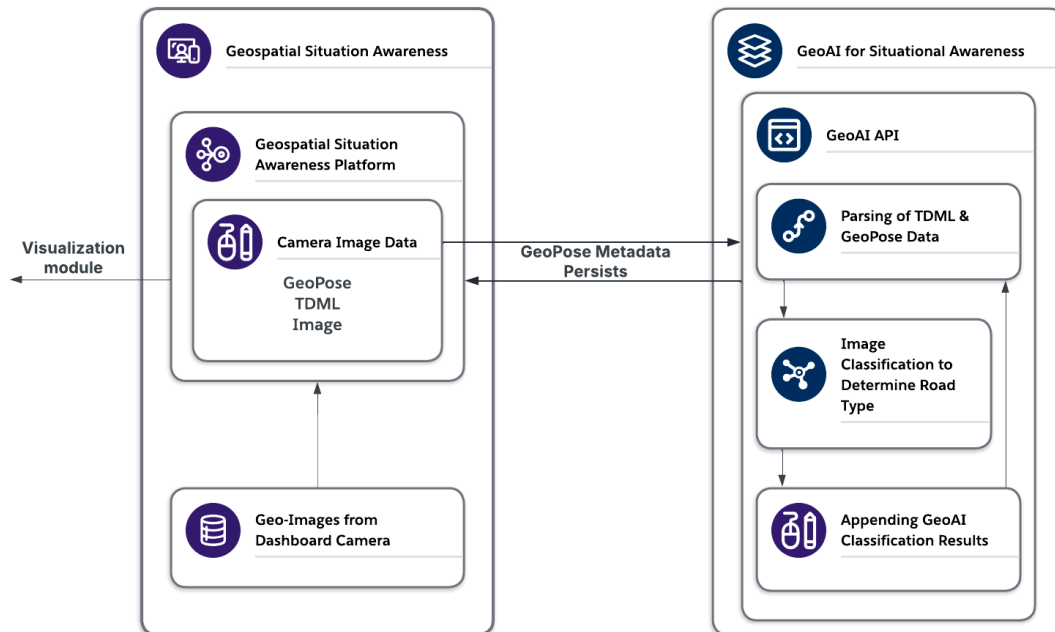 Geospatial Situation Awareness
Geospatial Situation
Awareness Platform
Camera Image Data
GeoPose
TDML
Image
Geo-Images from
Dashboard Camera
Visualization
module
GeoPose Metadata
Persists
GeoAI for Situational Awareness
GeoAI API
Parsing of TDML &
GeoPose Data
Image
Classification to
Determine Road
Type
Appending GeoAI
Classification Results